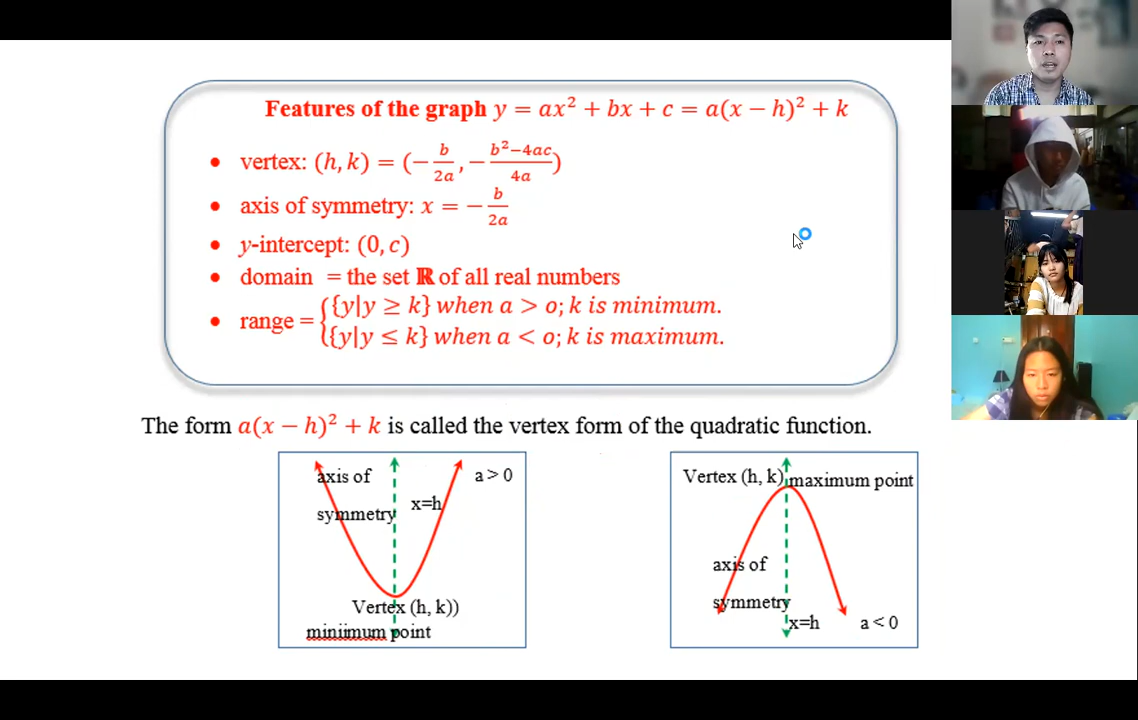 Features of the graph y = ax² + bx + c = a(x − h)² + k
• vertex: (h, k) = (−b/2a, −b²−4ac/4a)
• axis of symmetry: x = −b/2a
• y-intercept: (0, c)
• domain = the set ℝ of all real numbers
• range = { {y|y ≥ k} when a > o; k is minimum.
{y|y ≤ k} when a < o; k is maximum.
The form a(x − h)² + k is called the vertex form of the quadratic function.
axis of
symmetry
x=h
a > 0
Vertex (h, k))
miniimum point
Vertex (h, k)
maximum point
axis of
symmetry
x=h
a < 0